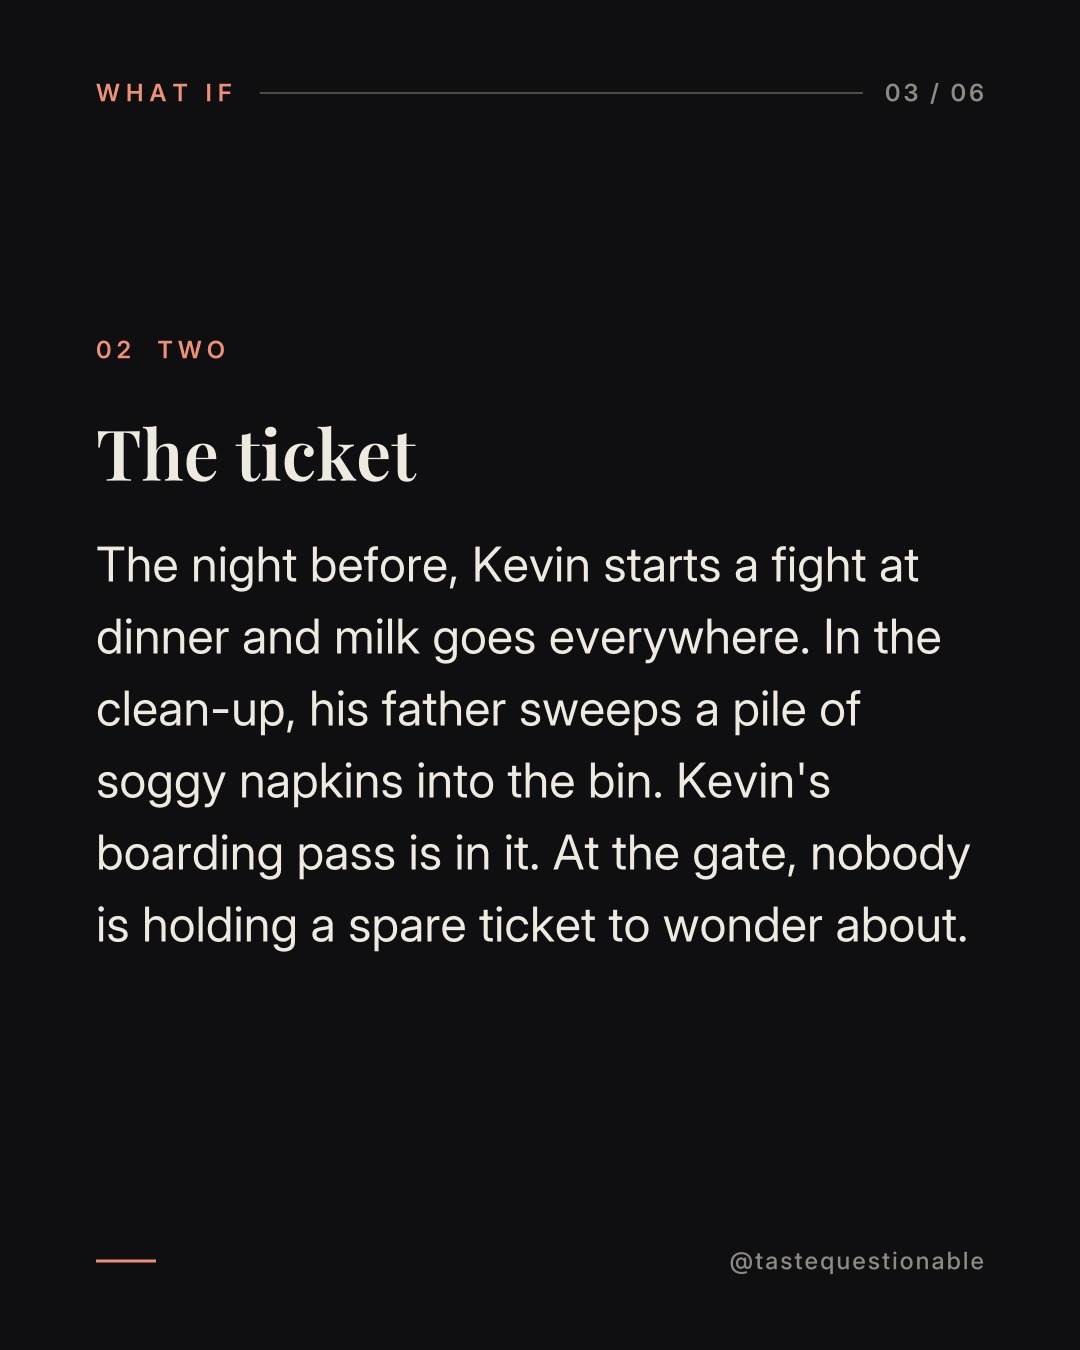 WHAT IF
03 / 06
02 TWO
The ticket
The night before, Kevin starts a fight at
dinner and milk goes everywhere. In the
clean-up, his father sweeps a pile of
soggy napkins into the bin. Kevin's
boarding pass is in it. At the gate, nobody
is holding a spare ticket to wonder about.
@tastequestionable